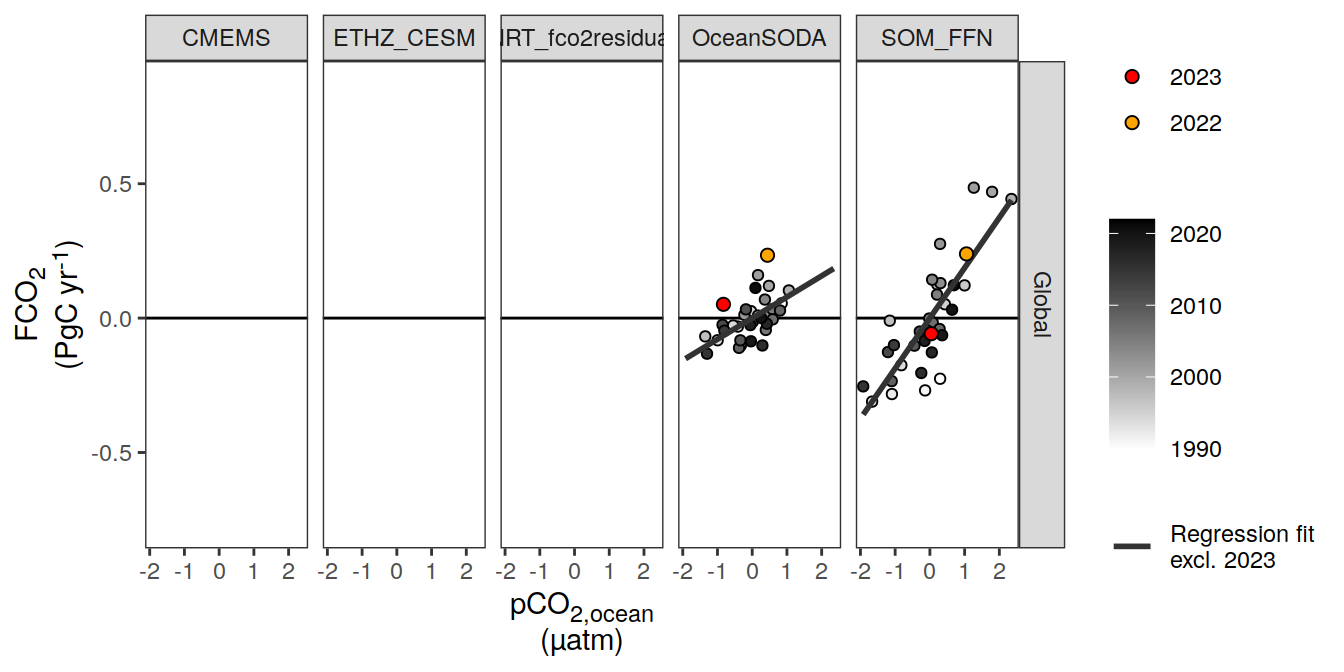 CMEMS ETHZ_CESM NRT_fco2residua OceanSODA SOM_FFN
2023
2022
FCO2
(PgC yr-1)
0.5
0.0
-0.5
Global
2020
2010
2000
1990
Regression fit
excl. 2023
-2 -1 0 1 2 -2 -1 0 1 2 -2 -1 0 1 2 -2 -1 0 1 2 -2 -1 0 1 2
pCO2,ocean
(µatm)